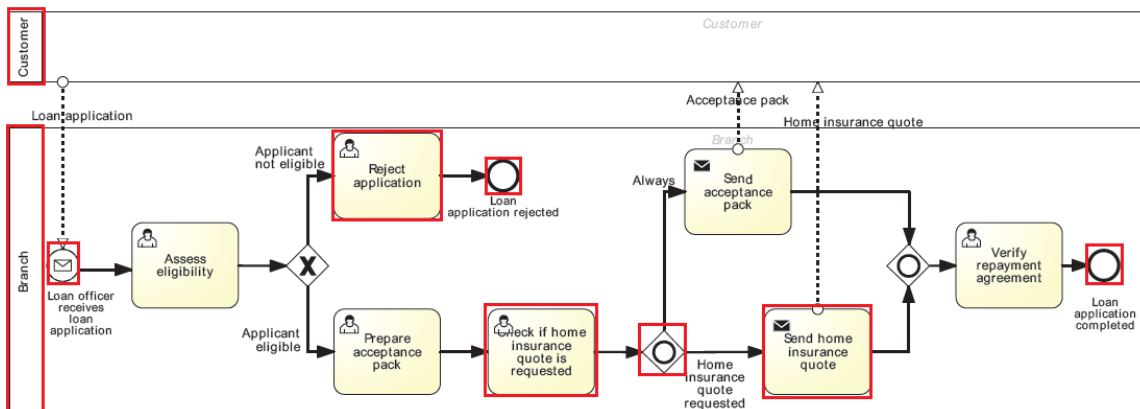 Customer
Customer
Loan application
Acceptance pack
Home insurance quote
Branch
Branch
Applicant
not eligible
Reject
application
Loan
application rejected
Always
Send
acceptance
pack
Assess
eligibility
X
Loan officer
receives
loan
application
Applicant
eligible
Prepare
acceptance
pack
Check if home
insurance
quote is
requested
Home
insurance
quote
requested
Send home
insurance
quote
Verify
repayment
agreement
Loan
application
completed